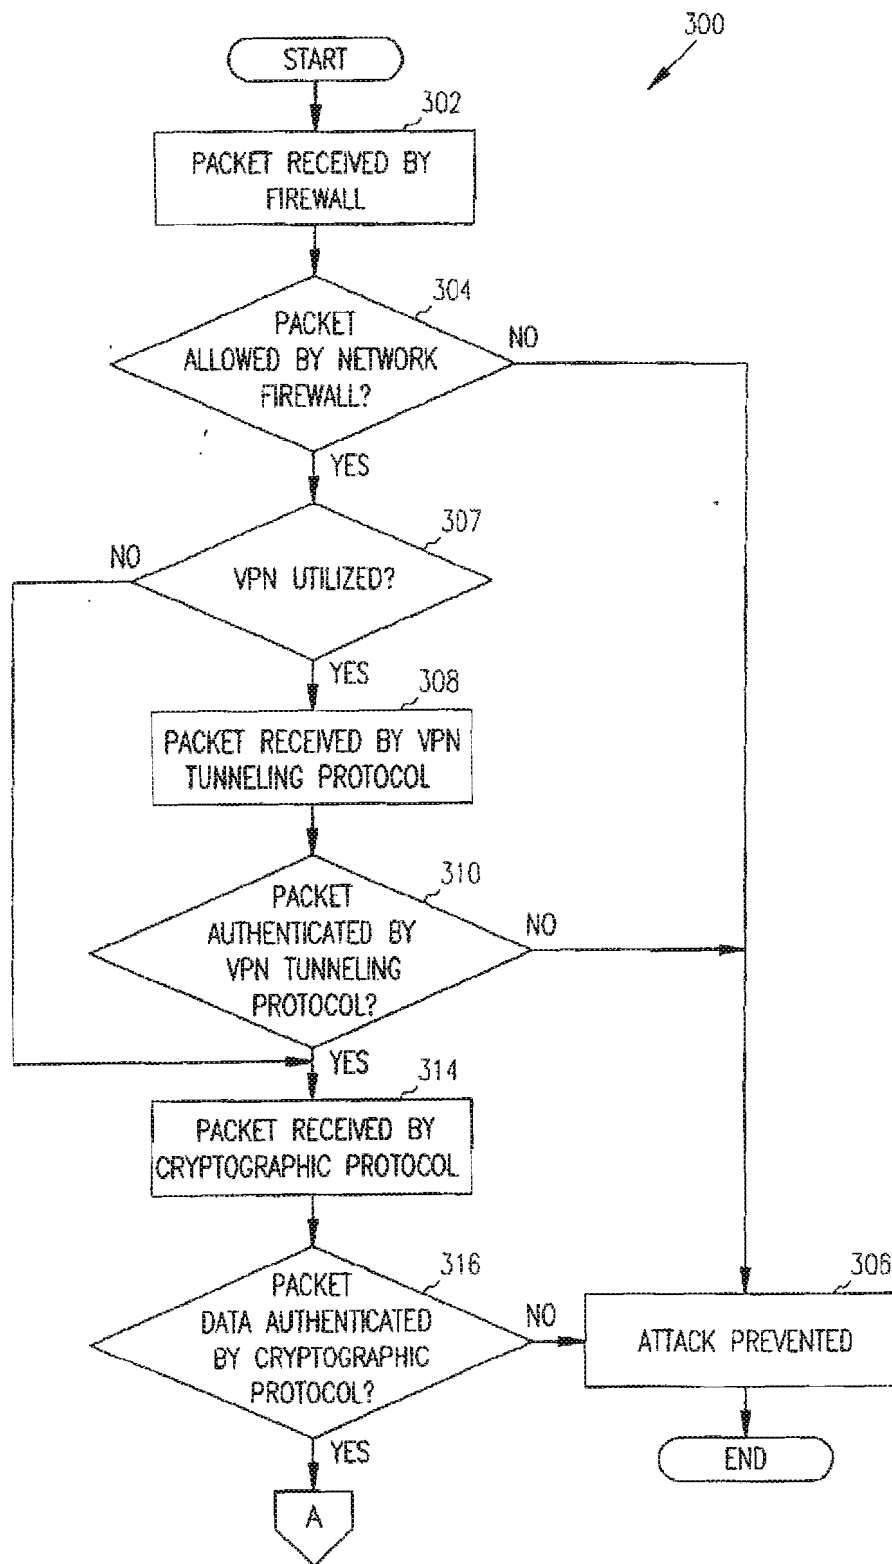 300
START
302
PACKET RECEIVED BY
FIREWALL
304
PACKET
ALLOWED BY NETWORK
FIREWALL?
NO
YES
307
NO
VPN UTILIZED?
YES
308
PACKET RECEIVED BY VPN
TUNNELING PROTOCOL
310
PACKET
AUTHENTICATED BY
VPN TUNNELING
PROTOCOL?
NO
YES
314
PACKET RECEIVED BY
CRYPTOGRAPHIC PROTOCOL
316
PACKET
DATA AUTHENTICATED
BY CRYPTOGRAPHIC
PROTOCOL?
NO
306
ATTACK PREVENTED
YES
END
A